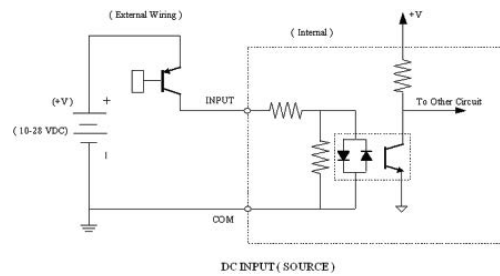 ( External Wiring )
+V
( Internal )
(+V)
+
INPUT
To Other Circuit
( 10-28 VDC )
COM
DC INPUT ( SOURCE )